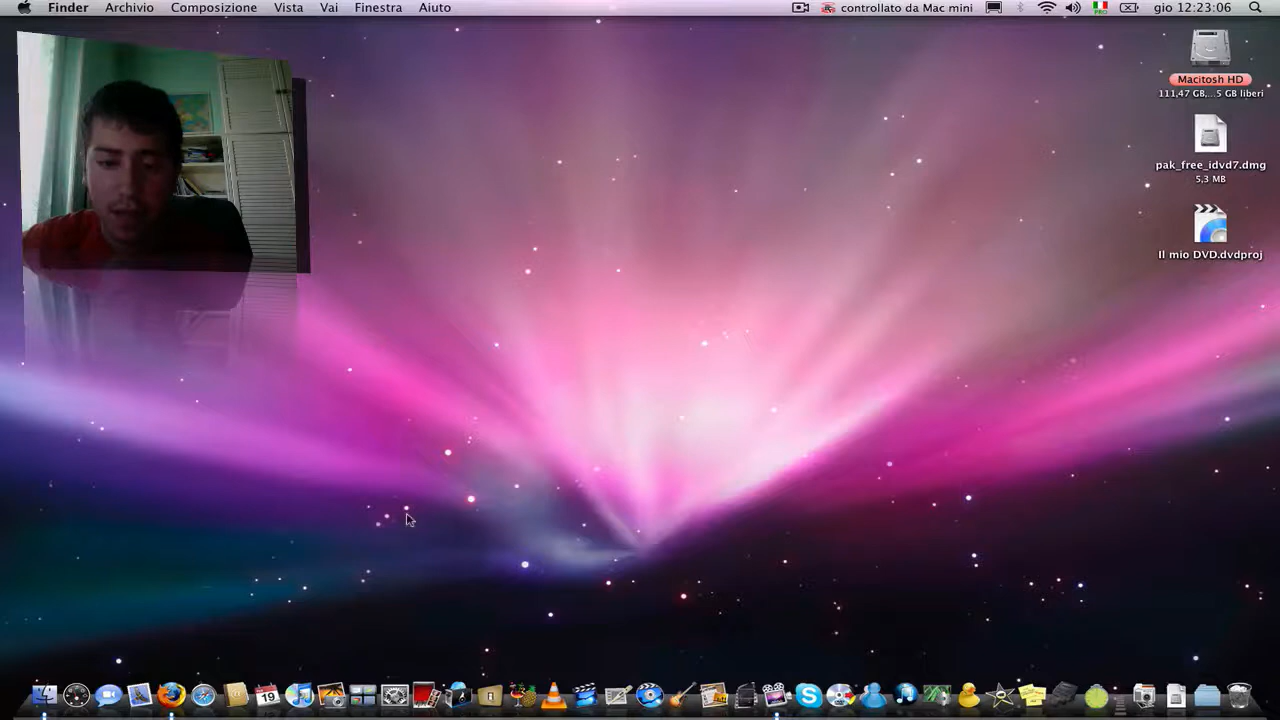 Finder Archivio Composizione Vista Vai Finestra Aiuto controllato da Mac mini PRO gio 12:23:06
Macitosh HD
111,47 GB,...5 GB liberi
pak_free_idvd7.dmg
5,3 MB
Il mio DVD.dvdproj
19